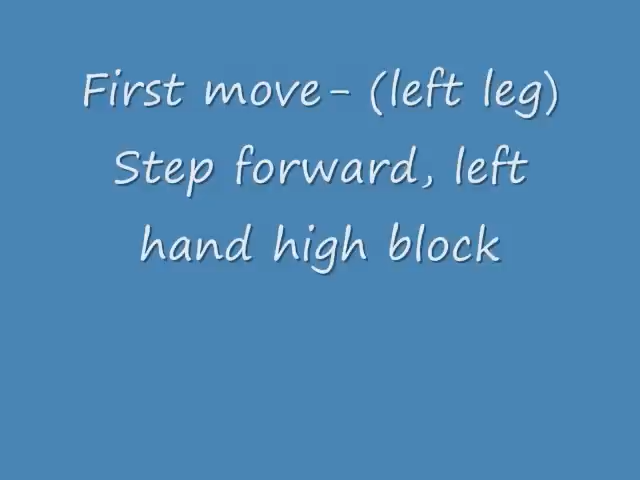 First move- (left leg)
Step forward, left
hand high block